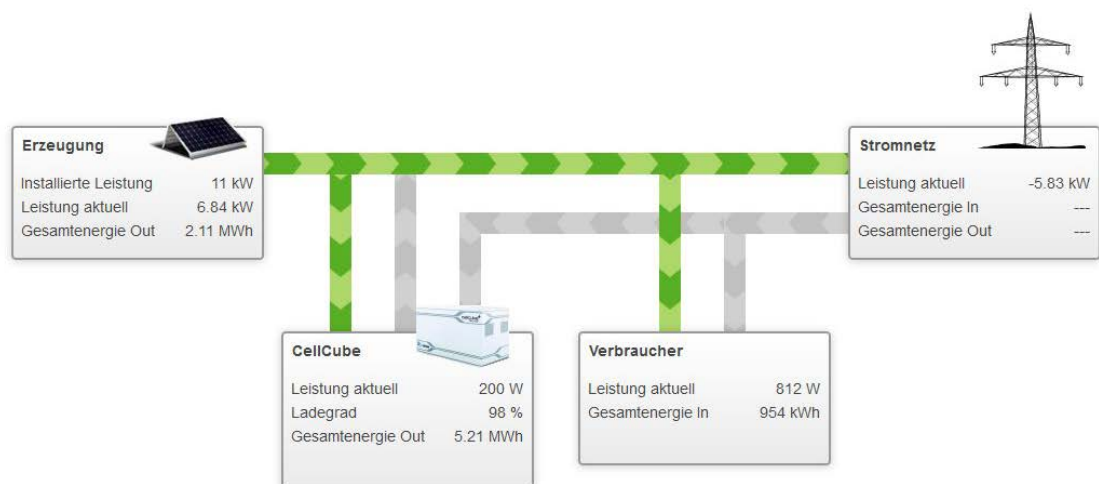 Erzeugung
Installierte Leistung 11 kW
Leistung aktuell 6.84 kW
Gesamtenergie Out 2.11 MWh
Stromnetz
Leistung aktuell -5.83 kW
Gesamtenergie In ---
Gesamtenergie Out ---
CellCube
Leistung aktuell 200 W
Ladegrad 98 %
Gesamtenergie Out 5.21 MWh
Verbraucher
Leistung aktuell 812 W
Gesamtenergie In 954 kWh